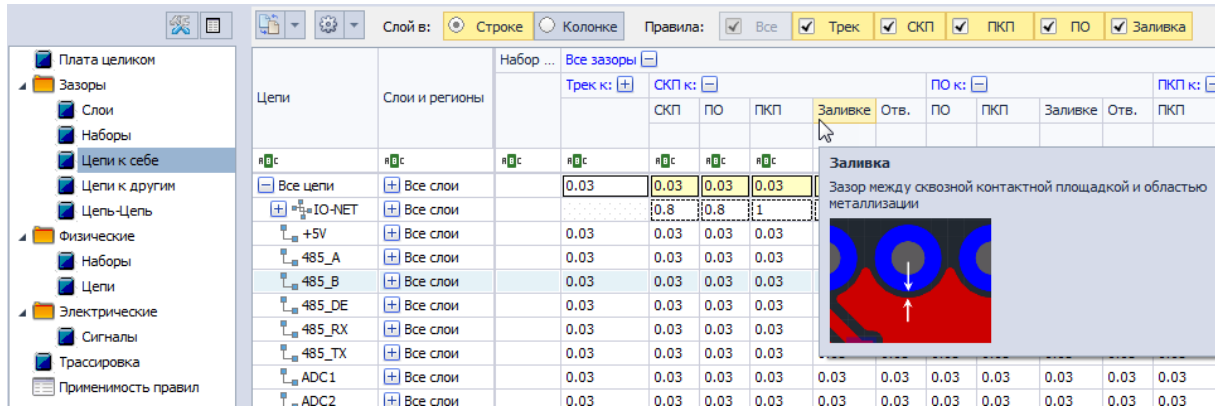 Слой в: Строке Колонке Правила: Все Трек СКП ПКП ПО Заливка
Плата целиком
Зазоры
Слои
Наборы
Цепи к себе
Цепи к другим
Цепь-Цепь
Физические
Наборы
Цепи
Электрические
Сигналы
Трассировка
Применимость правил
Цепи Слои и регионы Набор ... Все зазоры
Трек к: СКП к: ПО к: ПКП к:
СКП ПО ПКП Заливке Отв. ПО ПКП Заливке Отв. ПКП
ABC ABC ABC ABC ABC ABC ABC
Все цепи Все слои 0.03 0.03 0.03 0.03
IO-NET Все слои 0.8 0.8 1
+5V Все слои 0.03 0.03 0.03 0.03
485_A Все слои 0.03 0.03 0.03 0.03
485_B Все слои 0.03 0.03 0.03 0.03
485_DE Все слои 0.03 0.03 0.03 0.03
485_RX Все слои 0.03 0.03 0.03 0.03
485_TX Все слои 0.03 0.03 0.03 0.03
ADC1 Все слои 0.03 0.03 0.03 0.03 0.03 0.03 0.03 0.03 0.03 0.03 0.03
ADC2 Все слои 0.03 0.03 0.03 0.03 0.03 0.03 0.03 0.03 0.03 0.03 0.03
Заливка
Зазор между сквозной контактной площадкой и областью
металлизации